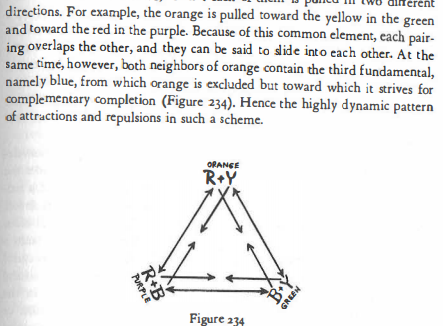 two different
directions. For example, the orange is pulled toward the yellow in the green
and toward the red in the purple. Because of this common element, each pair-
ing overlaps the other, and they can be said to slide into each other. At the
same time, however, both neighbors of orange contain the third fundamental,
namely blue, from which orange is excluded but toward which it strives for
complementary completion (Figure 234). Hence the highly dynamic pattern
of attractions and repulsions in such a scheme.
ORANGE
R+Y
R+B
PURPLE
B+Y
GREEN
Figure 234